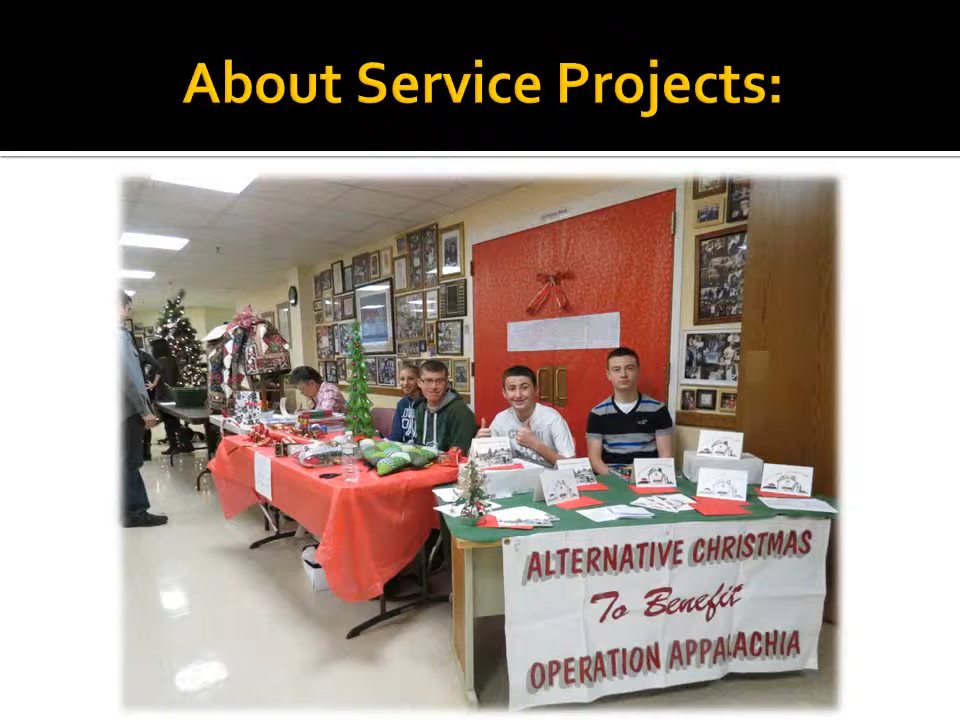 About Service Projects:
ALTERNATIVE CHRISTMAS
To Benefit
OPERATION APPALACHIA